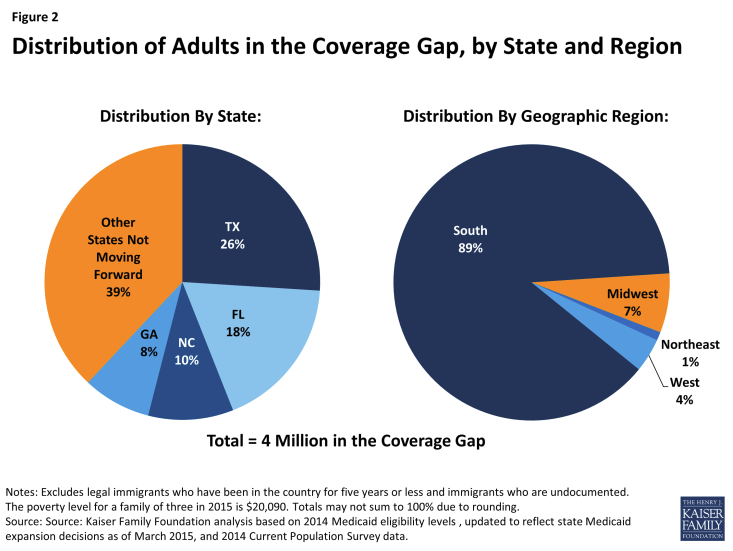 Figure 2
Distribution of Adults in the Coverage Gap, by State and Region
Distribution By State:
Other
States Not
Moving
Forward
39%
TX
26%
FL
18%
NC
10%
GA
8%
Distribution By Geographic Region:
South
89%
Midwest
7%
Northeast
1%
West
4%
Total = 4 Million in the Coverage Gap
Notes: Excludes legal immigrants who have been in the country for five years or less and immigrants who are undocumented.
The poverty level for a family of three in 2015 is $20,090. Totals may not sum to 100% due to rounding.
Source: Source: Kaiser Family Foundation analysis based on 2014 Medicaid eligibility levels , updated to reflect state Medicaid
expansion decisions as of March 2015, and 2014 Current Population Survey data.
THE HENRY J.
KAISER
FAMILY
FOUNDATION